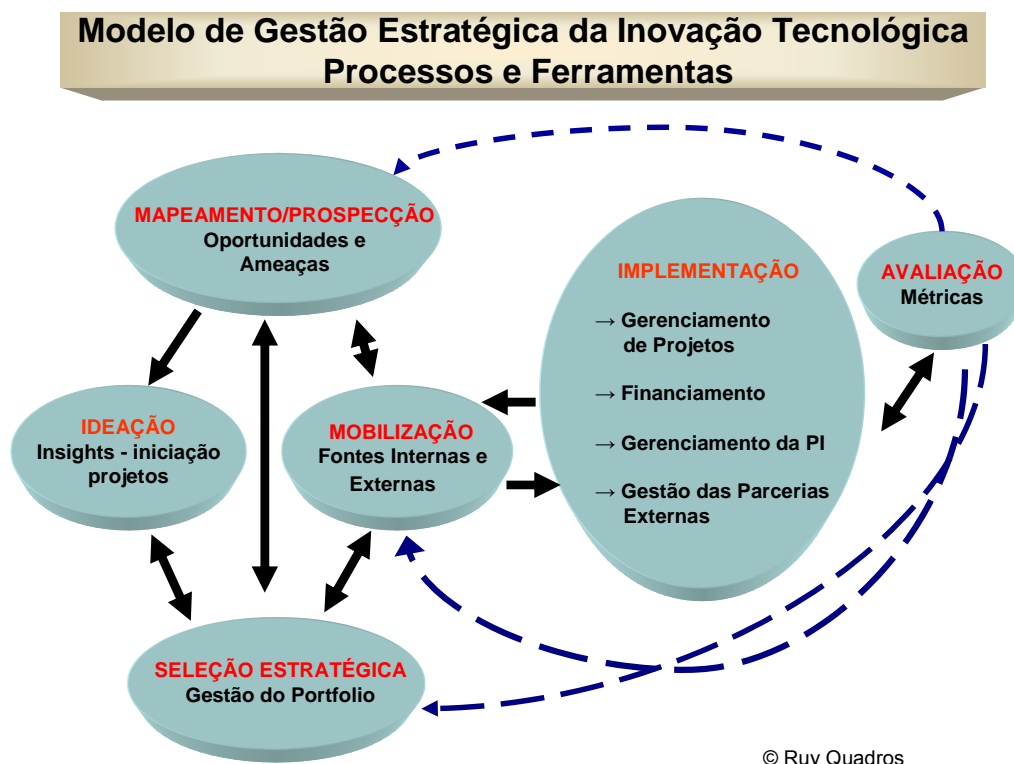 Modelo de Gestão Estratégica da Inovação Tecnológica
Processos e Ferramentas
MAPEAMENTO/PROSPECÇÃO
Oportunidades e
Ameaças
IMPLEMENTAÇÃO
→ Gerenciamento
de Projetos
→ Financiamento
→ Gerenciamento da PI
→ Gestão das Parcerias
Externas
AVALIAÇÃO
Métricas
IDEAÇÃO
Insights - iniciação
projetos
MOBILIZAÇÃO
Fontes Internas e
Externas
SELEÇÃO ESTRATÉGICA
Gestão do Portfolio
© Ruy Quadros